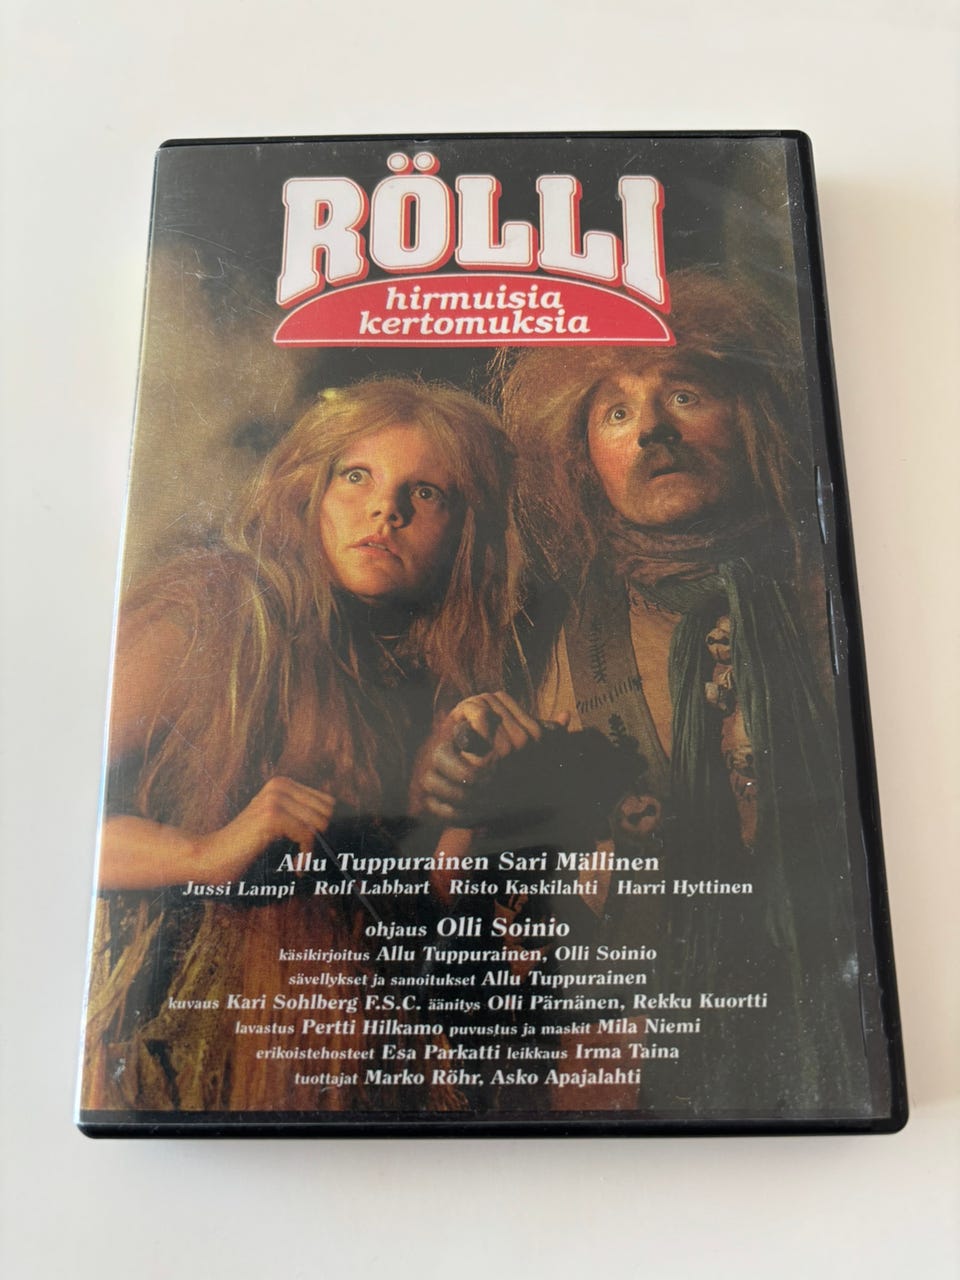 RÖLLI
hirmuisia
kertomuksia
Allu Tuppurainen Sari Mällinen
Jussi Lampi Rolf Labbart Risto Kaskilahti Harri Hyttinen
ohjaus Olli Soinio
käsikirjoitus Allu Tuppurainen, Olli Soinio
sävellykset ja sanoitukset Allu Tuppurainen
kuvaus Kari Sohlberg F.S.C. äänitys Olli Pärnänen, Rekku Kuortti
lavastus Pertti Hilkamo puvustus ja maskit Mila Niemi
erikoistehosteet Esa Parkatti leikkaus Irma Taina
tuottajat Marko Röhr, Asko Apajalahti